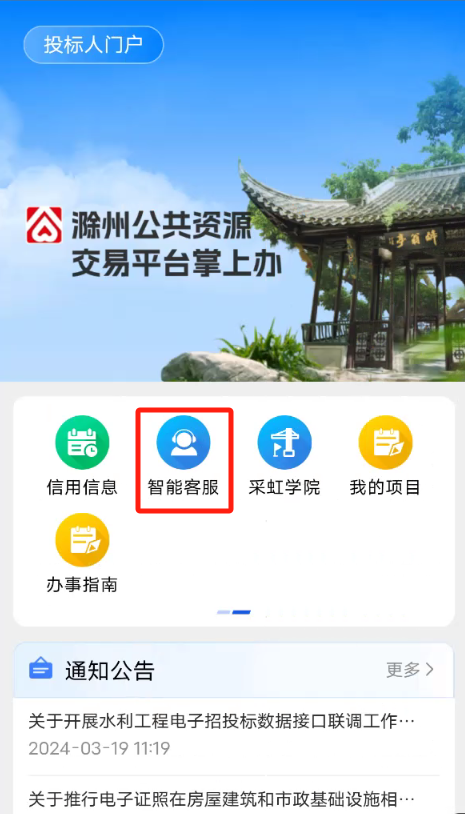 投标人门户
滁州公共资源
交易平台掌上办
信用信息
智能客服
采虹学院
我的项目
办事指南
通知公告
更多
关于开展水利工程电子招投标数据接口联调工作…
2024-03-19 11:19
关于推行电子证照在房屋建筑和市政基础设施相…